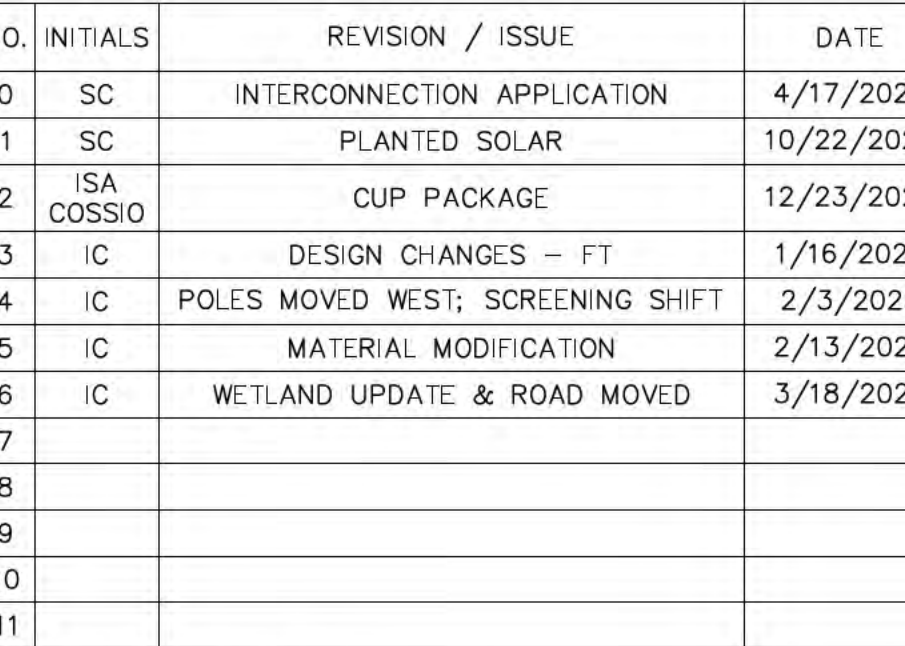 O. INITIALS REVISION / ISSUE DATE
0 SC INTERCONNECTION APPLICATION 4/17/202
1 SC PLANTED SOLAR 10/22/202
2 ISA COSSIO CUP PACKAGE 12/23/202
3 IC DESIGN CHANGES – FT 1/16/202
4 IC POLES MOVED WEST; SCREENING SHIFT 2/3/202
5 IC MATERIAL MODIFICATION 2/13/202
6 IC WETLAND UPDATE & ROAD MOVED 3/18/202
7
8
9
10
11